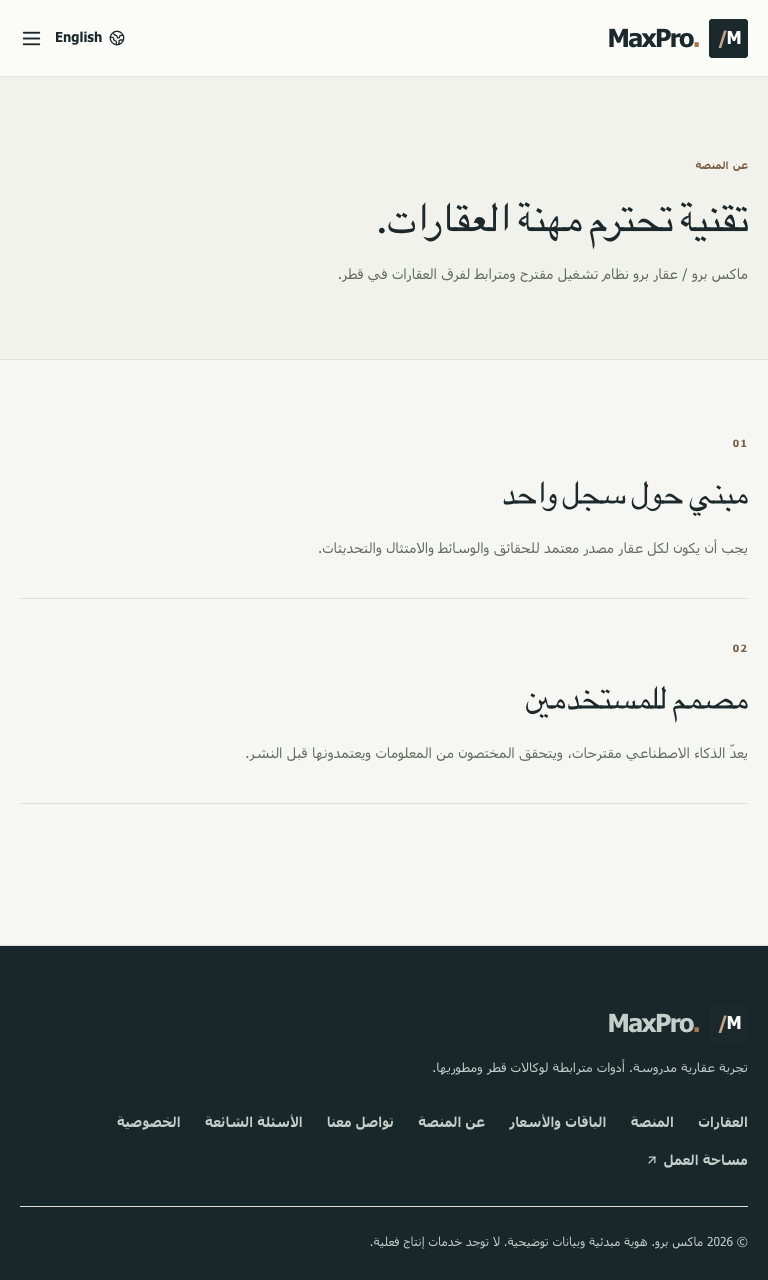 M/ MaxPro.
English
عن المنصة
تقنية تحترم مهنة العقارات.
ماكس برو / عقار برو نظام تشغيل مقترح ومترابط لفرق العقارات في قطر.
01
مبني حول سجل واحد
يجب أن يكون لكل عقار مصدر معتمد للحقائق والوسائط والامتثال والتحديثات.
02
مصمم للمستخدمين
يعدّ الذكاء الاصطناعي مقترحات، ويتحقق المختصون من المعلومات ويعتمدونها قبل النشر.
M/ MaxPro.
تجربة عقارية مدروسة. أدوات مترابطة لوكالات قطر ومطوريها.
العقارات المنصة الباقات والأسعار عن المنصة تواصل معنا الأسئلة الشائعة الخصوصية
مساحة العمل ↗
© 2026 ماكس برو. هوية مبدئية وبيانات توضيحية. لا توجد خدمات إنتاج فعلية.